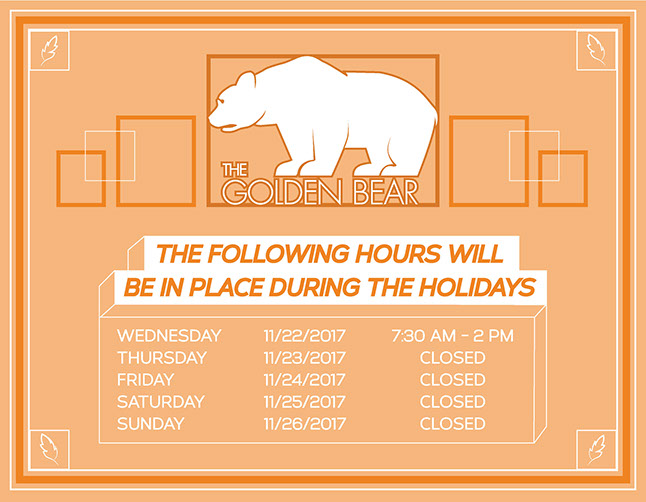 THE
GOLDEN BEAR
THE FOLLOWING HOURS WILL
BE IN PLACE DURING THE HOLIDAYS
WEDNESDAY 11/22/2017 7:30 AM - 2 PM
THURSDAY 11/23/2017 CLOSED
FRIDAY 11/24/2017 CLOSED
SATURDAY 11/25/2017 CLOSED
SUNDAY 11/26/2017 CLOSED